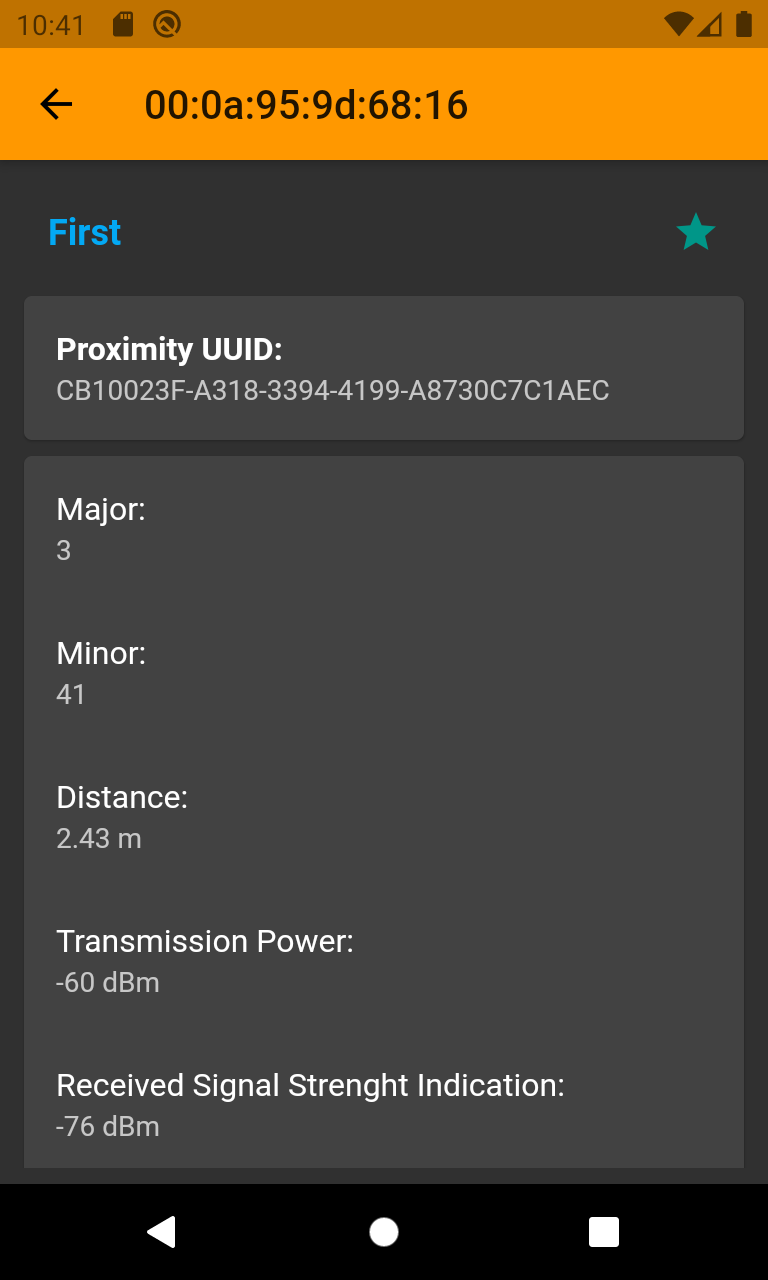 10:41
00:0a:95:9d:68:16
First
Proximity UUID:
CB10023F-A318-3394-4199-A8730C7C1AEC
Major:
3
Minor:
41
Distance:
2.43 m
Transmission Power:
-60 dBm
Received Signal Strenght Indication:
-76 dBm